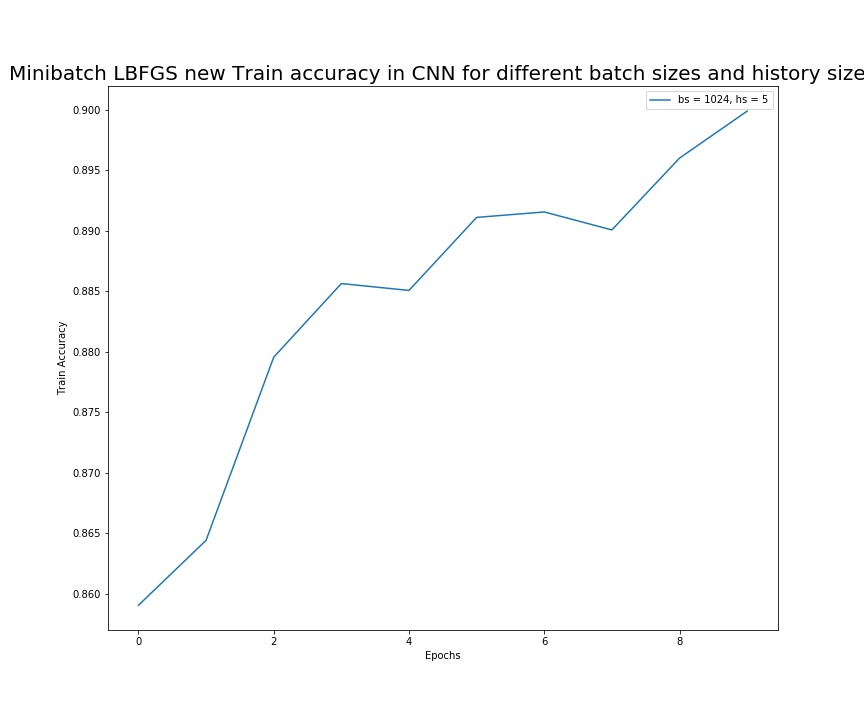 Minibatch LBFGS new Train accuracy in CNN for different batch sizes and history size
bs = 1024, hs = 5
0.900
0.895
0.890
0.885
0.880
0.875
0.870
0.865
0.860
Train Accuracy
0 2 4 6 8
Epochs